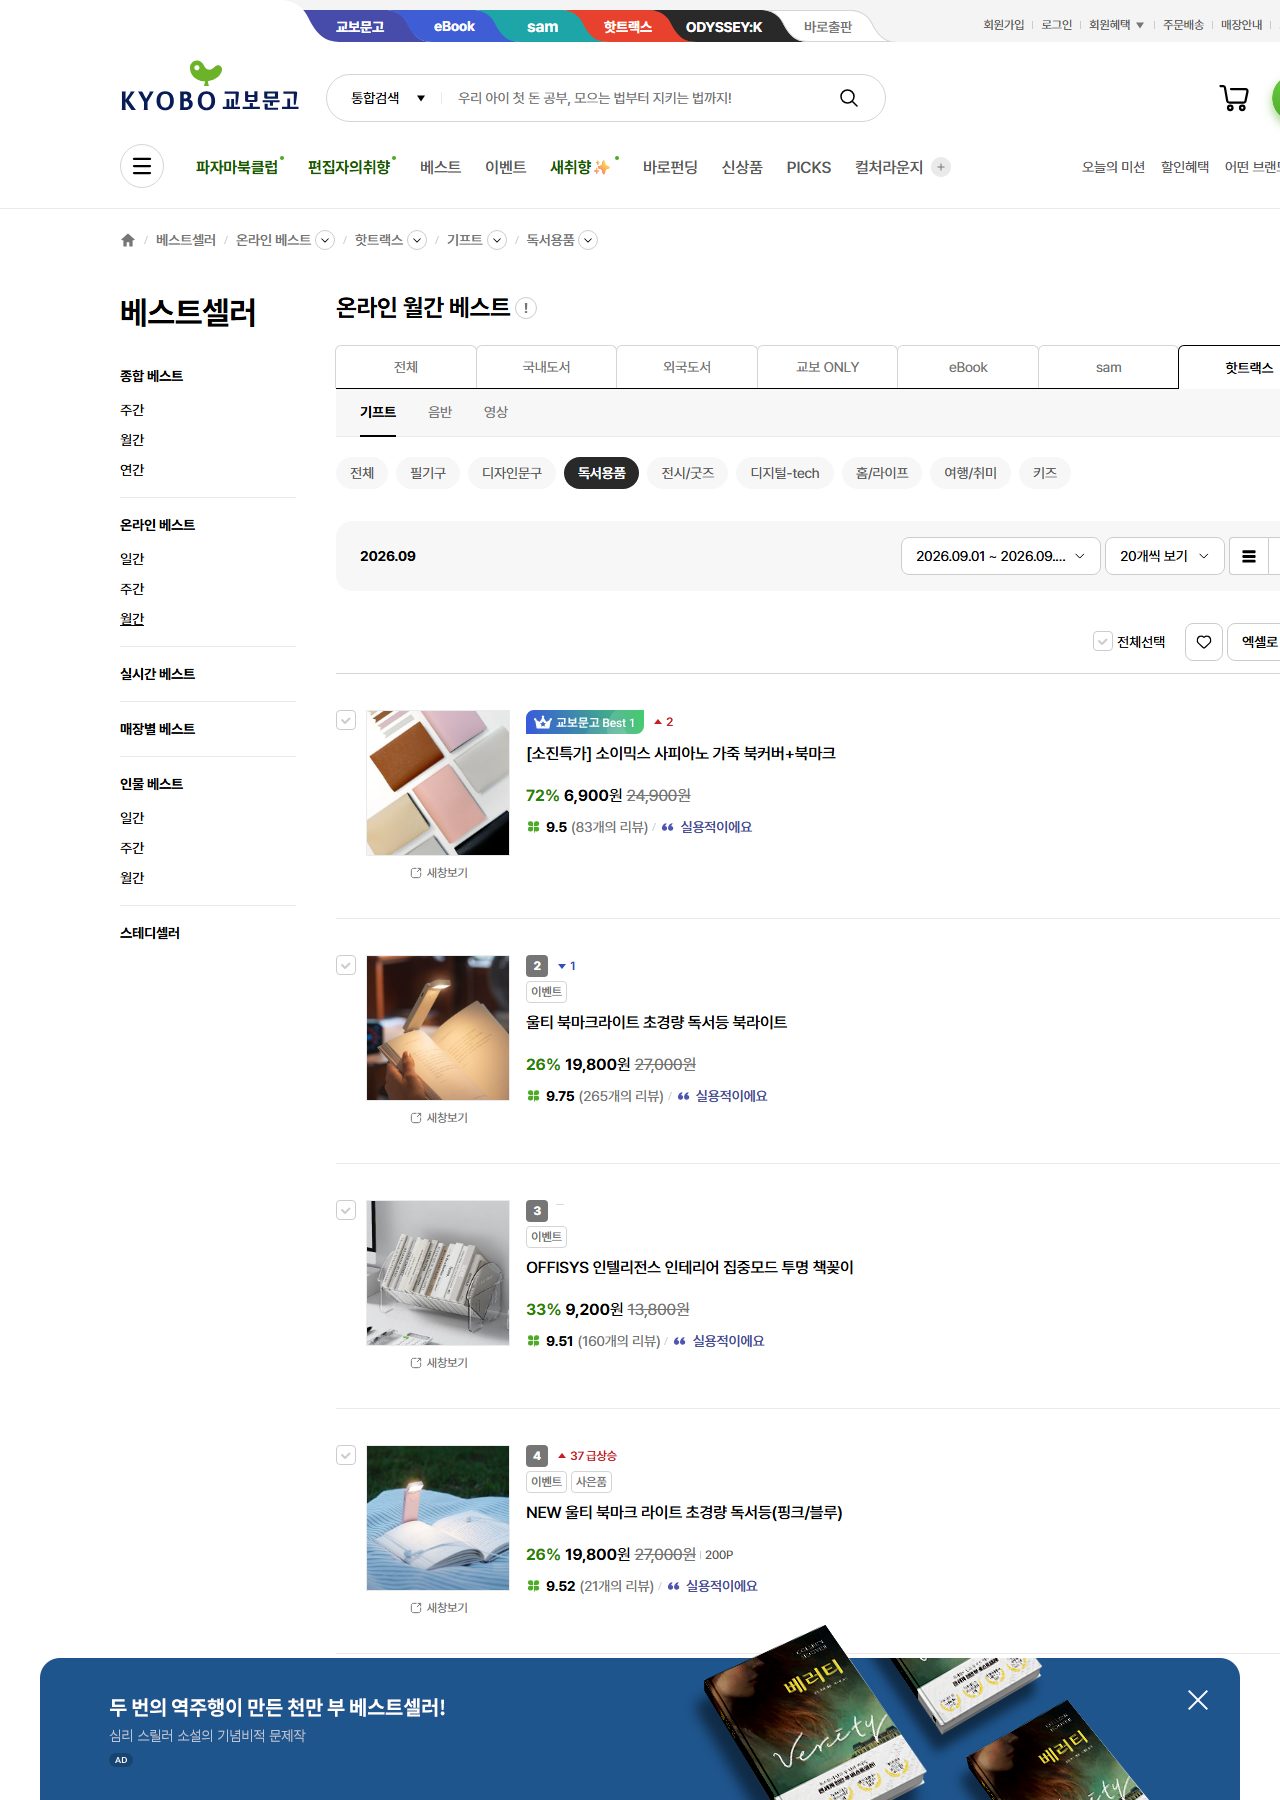 교보문고 eBook sam 핫트랙스 ODYSSEY:K 바로출판
회원가입 로그인 회원혜택 주문배송 매장안내
KYOBO 교보문고
통합검색 우리 아이 첫 돈 공부, 모으는 법부터 지키는 법까지!
파자마북클럽 편집자의취향 베스트 이벤트 새취향 바로펀딩 신상품 PICKS 컬처라운지
오늘의 미션 할인혜택 어떤 브랜드
/ 베스트셀러 / 온라인 베스트 / 핫트랙스 / 기프트 / 독서용품
베스트셀러
종합 베스트
주간
월간
연간
온라인 베스트
일간
주간
월간
실시간 베스트
매장별 베스트
인물 베스트
일간
주간
월간
스테디셀러
온라인 월간 베스트
전체 국내도서 외국도서 교보 ONLY eBook sam 핫트랙스
기프트 음반 영상
전체 필기구 디자인문구 독서용품 전시/굿즈 디지털-tech 홈/라이프 여행/취미 키즈
2026.09
2026.09.01 ~ 2026.09.... 20개씩 보기
전체선택 엑셀로
교보문고 Best 1 2
[소진특가] 소이믹스 사피아노 가죽 북커버+북마크
72% 6,900원 24,900원
9.5 (83개의 리뷰) / 실용적이에요
새창보기
2 1
이벤트
울티 북마크라이트 초경량 독서등 북라이트
26% 19,800원 27,000원
9.75 (265개의 리뷰) / 실용적이에요
새창보기
3
이벤트
OFFISYS 인텔리전스 인테리어 집중모드 투명 책꽂이
33% 9,200원 13,800원
9.51 (160개의 리뷰) / 실용적이에요
새창보기
4 37 급상승
이벤트 사은품
NEW 울티 북마크 라이트 초경량 독서등(핑크/블루)
26% 19,800원 27,000원 200P
9.52 (21개의 리뷰) / 실용적이에요
새창보기
두 번의 역주행이 만든 천만 부 베스트셀러!
심리 스릴러 소설의 기념비적 문제작
AD
베러티
Verity
베러티